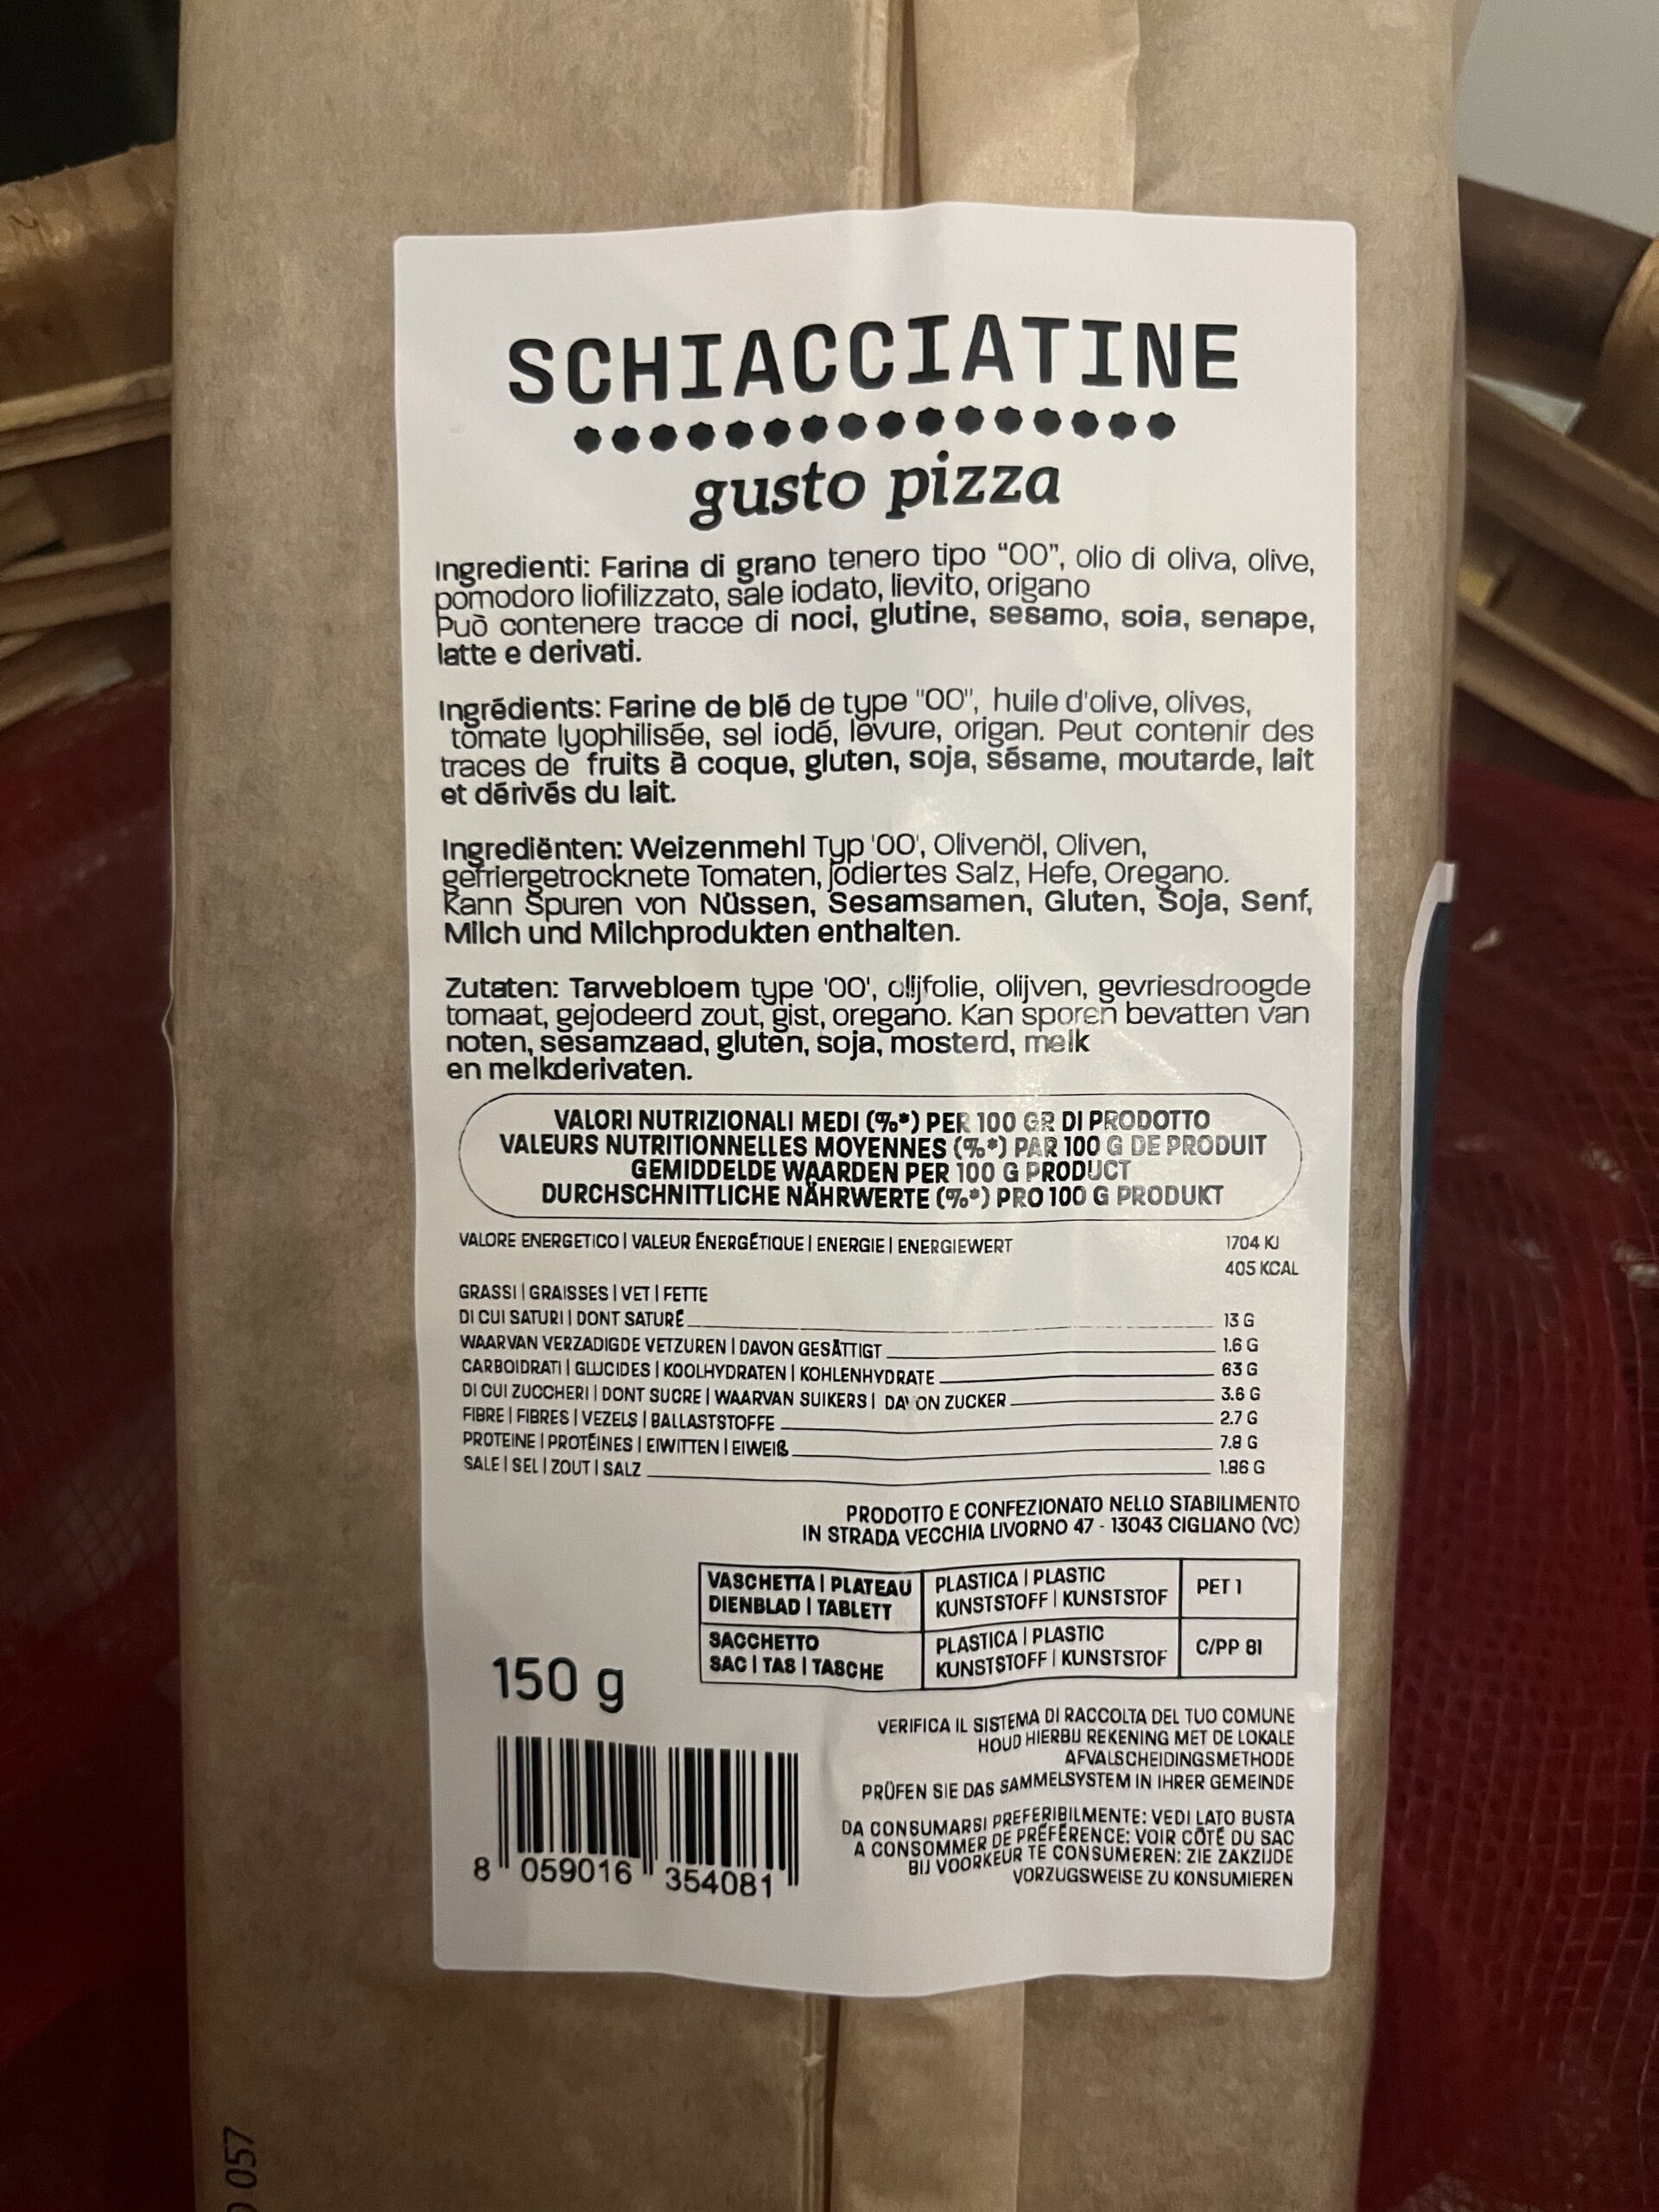 SCHIACCIATINE
gusto pizza
Ingredienti: Farina di grano tenero tipo “00”, olio di oliva, olive,
pomodoro liofilizzato, sale iodato, lievito, origano
Può contenere tracce di noci, glutine, sesamo, soia, senape,
latte e derivati.
Ingrédients: Farine de blé de type "00", huile d'olive, olives,
tomate lyophilisée, sel iodé, levure, origan. Peut contenir des
traces de fruits à coque, gluten, soja, sésame, moutarde, lait
et dérivés du lait.
Ingrediënten: Weizenmehl Typ '00', Olivenöl, Oliven,
gefriergetrocknete Tomaten, jodiertes Salz, Hefe, Oregano.
Kann Spuren von Nüssen, Sesamsamen, Gluten, Soja, Senf,
Milch und Milchprodukten enthalten.
Zutaten: Tarwebloem type '00', olijfolie, olijven, gevriesdroogde
tomaat, gejodeerd zout, gist, oregano. Kan sporen bevatten van
noten, sesamzaad, gluten, soja, mosterd, melk
en melkderivaten.
VALORI NUTRIZIONALI MEDI (%*) PER 100 GR DI PRODOTTO
VALEURS NUTRITIONNELLES MOYENNES (%*) PAR 100 G DE PRODUIT
GEMIDDELDE WAARDEN PER 100 G PRODUCT
DURCHSCHNITTLICHE NÄHRWERTE (%*) PRO 100 G PRODUKT
VALORE ENERGETICO | VALEUR ÉNERGÉTIQUE | ENERGIE | ENERGIEWERT 1704 KJ
405 KCAL
GRASSI | GRAISSES | VET | FETTE
DI CUI SATURI | DONT SATURÉ 13 G
WAARVAN VERZADIGDE VETZUREN | DAVON GESÄTTIGT 1.6 G
CARBOIDRATI | GLUCIDES | KOOLHYDRATEN | KOHLENHYDRATE 63 G
DI CUI ZUCCHERI | DONT SUCRE | WAARVAN SUIKERS | DAVON ZUCKER 3.6 G
FIBRE | FIBRES | VEZELS | BALLASTSTOFFE 2.7 G
PROTEINE | PROTÉINES | EIWITTEN | EIWEIß 7.8 G
SALE | SEL | ZOUT | SALZ 1.86 G
PRODOTTO E CONFEZIONATO NELLO STABILIMENTO
IN STRADA VECCHIA LIVORNO 47 - 13043 CIGLIANO (VC)
VASCHETTA | PLATEAU PLASTICA | PLASTIC PET 1
DIENBLAD | TABLETT KUNSTSTOFF | KUNSTSTOF
SACCHETTO PLASTICA | PLASTIC C/PP 81
SAC | TAS | TASCHE KUNSTSTOFF | KUNSTSTOF
150 g
VERIFICA IL SISTEMA DI RACCOLTA DEL TUO COMUNE
HOUD HIERBIJ REKENING MET DE LOKALE
AFVALSCHEIDINGSMETHODE
PRÜFEN SIE DAS SAMMELSYSTEM IN IHRER GEMEINDE
DA CONSUMARSI PREFERIBILMENTE: VEDI LATO BUSTA
A CONSOMMER DE PRÉFÉRENCE: VOIR CÔTÉ DU SAC
BIJ VOORKEUR TE CONSUMEREN: ZIE ZAKZIJDE
VORZUGSWEISE ZU KONSUMIEREN
8 059016 354081
057